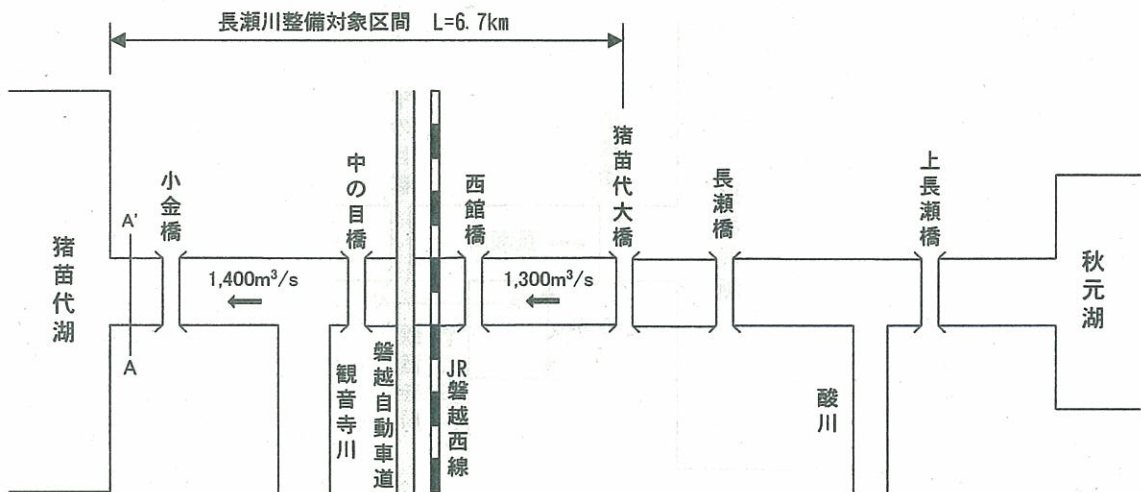 長瀬川整備対象区間 L=6.7km
猪苗代湖
A'
A
小金橋
1,400m³/s
中の目橋
観音寺川
磐越自動車道
JR磐越西線
西館橋
1,300m³/s
猪苗代大橋
長瀬橋
酸川
上長瀬橋
秋元湖